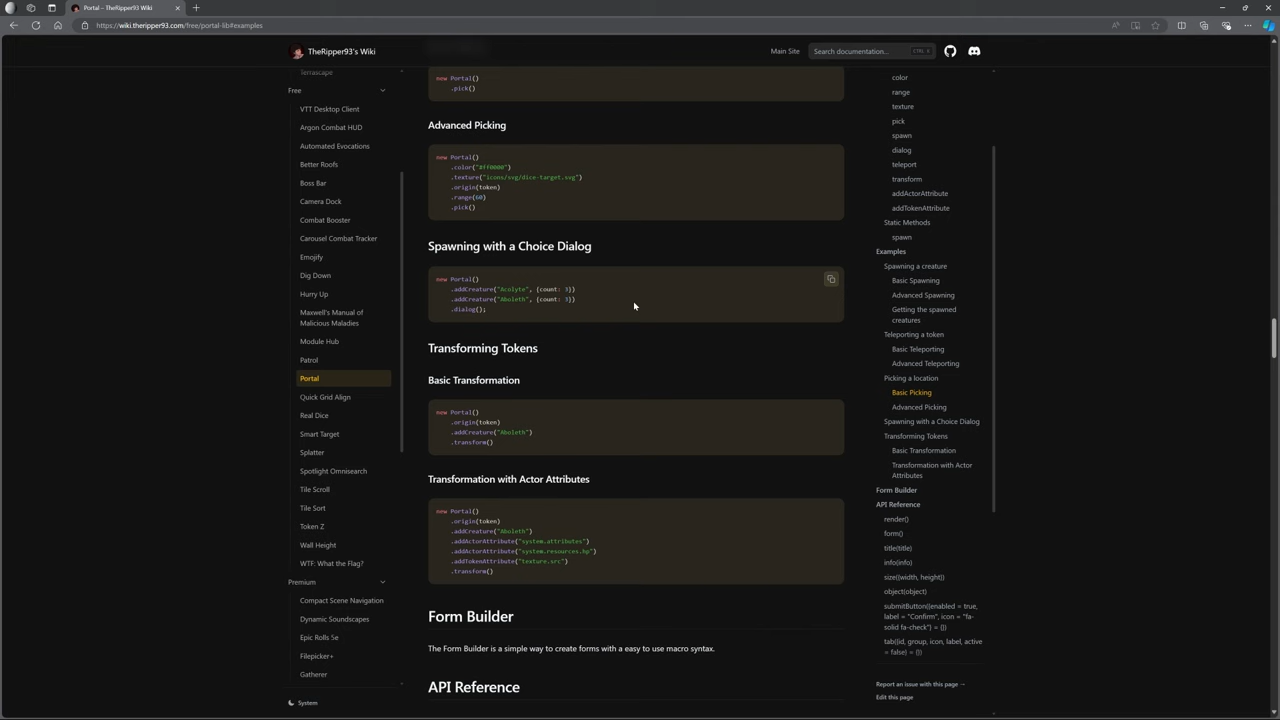 Portal – TheRipper93's Wiki
https://wiki.theripper93.com/free/portal-lib#examples
TheRipper93's Wiki
Main Site
Search documentation...
CTRL K
Terrascape
Free
VTT Desktop Client
Argon Combat HUD
Automated Evocations
Better Roofs
Boss Bar
Camera Dock
Combat Booster
Carousel Combat Tracker
Emojify
Dig Down
Hurry Up
Maxwell's Manual of
Malicious Maladies
Module Hub
Patrol
Portal
Quick Grid Align
Real Dice
Smart Target
Splatter
Spotlight Omnisearch
Tile Scroll
Tile Sort
Token Z
Wall Height
WTF: What the Flag?
Premium
Compact Scene Navigation
Dynamic Soundscapes
Epic Rolls 5e
Filepicker+
Gatherer
System
new Portal()
.pick()
Advanced Picking
new Portal()
.color("#ff0000")
.texture("icons/svg/dice-target.svg")
.origin(token)
.range(60)
.pick()
Spawning with a Choice Dialog
new Portal()
.addCreature("Acolyte", {count: 3})
.addCreature("Aboleth", {count: 3})
.dialog();
Transforming Tokens
Basic Transformation
new Portal()
.origin(token)
.addCreature("Aboleth")
.transform()
Transformation with Actor Attributes
new Portal()
.origin(token)
.addCreature("Aboleth")
.addActorAttribute("system.attributes")
.addActorAttribute("system.resources.hp")
.addTokenAttribute("texture.src")
.transform()
Form Builder
The Form Builder is a simple way to create forms with a easy to use macro syntax.
API Reference
color
range
texture
pick
spawn
dialog
teleport
transform
addActorAttribute
addTokenAttribute
Static Methods
spawn
Examples
Spawning a creature
Basic Spawning
Advanced Spawning
Getting the spawned
creatures
Teleporting a token
Basic Teleporting
Advanced Teleporting
Picking a location
Basic Picking
Advanced Picking
Spawning with a Choice Dialog
Transforming Tokens
Basic Transformation
Transformation with Actor
Attributes
Form Builder
API Reference
render()
form()
title(title)
info(info)
size({width, height})
object(object)
submitButton({enabled = true,
label = "Confirm", icon = "fa-
solid fa-check"} = {})
tab({id, group, icon, label, active
= false} = {})
Report an issue with this page →
Edit this page